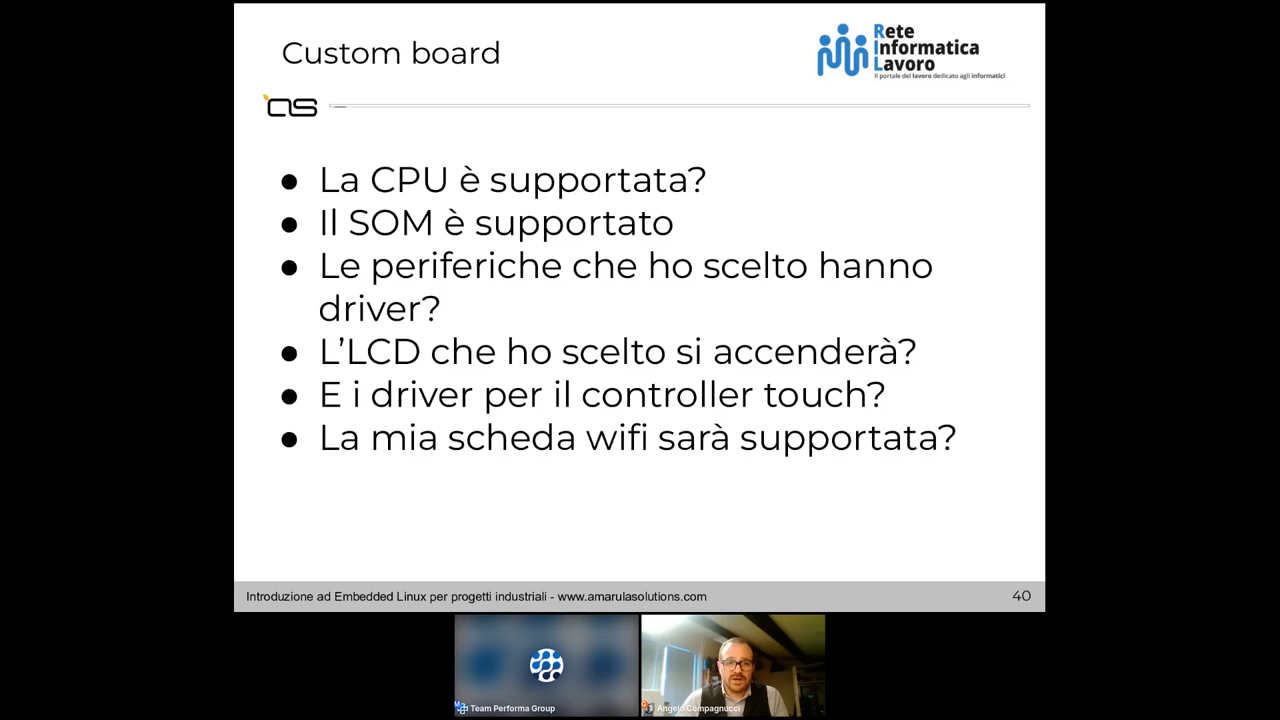 Custom board
Rete
Informatica
Lavoro
Il portale del lavoro dedicato agli informatici
as
● La CPU è supportata?
● Il SOM è supportato
● Le periferiche che ho scelto hanno
driver?
● L’LCD che ho scelto si accenderà?
● E i driver per il controller touch?
● La mia scheda wifi sarà supportata?
Introduzione ad Embedded Linux per progetti industriali - www.amarulasolutions.com
40
Team Performa Group
Angelo Compagnucci